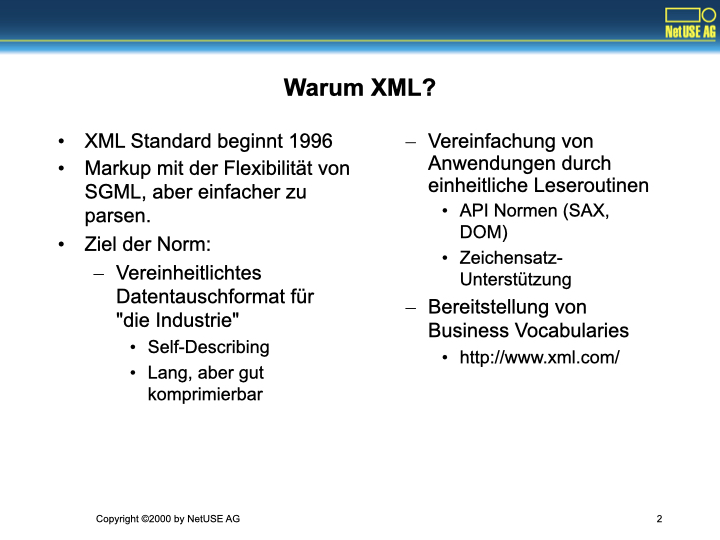 NetUSE AG
Warum XML?
• XML Standard beginnt 1996
• Markup mit der Flexibilität von
SGML, aber einfacher zu
parsen.
• Ziel der Norm:
– Vereinheitlichtes
Datentauschformat für
"die Industrie"
• Self-Describing
• Lang, aber gut
komprimierbar
– Vereinfachung von
Anwendungen durch
einheitliche Leseroutinen
• API Normen (SAX,
DOM)
• Zeichensatz-
Unterstützung
– Bereitstellung von
Business Vocabularies
• http://www.xml.com/
Copyright ©2000 by NetUSE AG
2